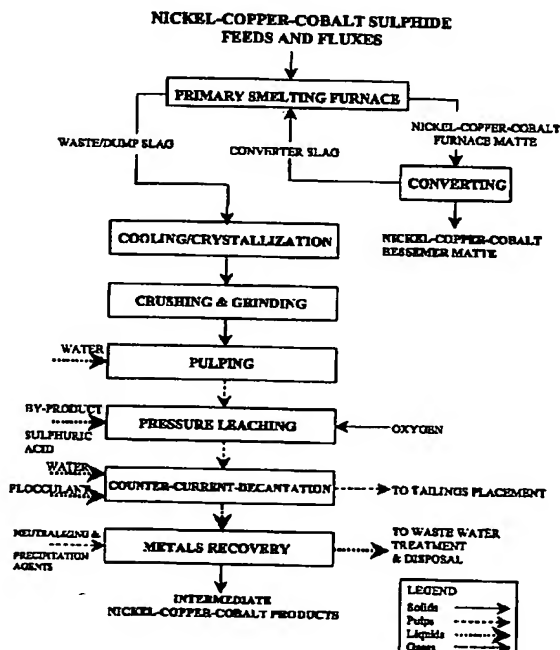 NICKEL-COPPER-COBALT SULPHIDE
FEEDS AND FLUXES
PRIMARY SMELTING FURNACE
WASTE/DUMP SLAG
CONVERTER SLAG
NICKEL-COPPER-COBALT
FURNACE MATTE
CONVERTING
NICKEL-COPPER-COBALT
BESSEMER MATTE
COOLING/CRYSTALLIZATION
CRUSHING & GRINDING
WATER
PULPING
BY-PRODUCT
SULPHURIC
ACID
PRESSURE LEACHING
OXYGEN
WATER
FLOCCULANT
COUNTER-CURRENT-DECANTATION
TO TAILINGS PLACEMENT
NEUTRALIZING &
PRECIPITATION
AGENTS
METALS RECOVERY
TO WASTE WATER
TREATMENT
& DISPOSAL
INTERMEDIATE
NICKEL-COPPER-COBALT PRODUCTS
LEGEND
Solids
Pulps
Liquids
Gases